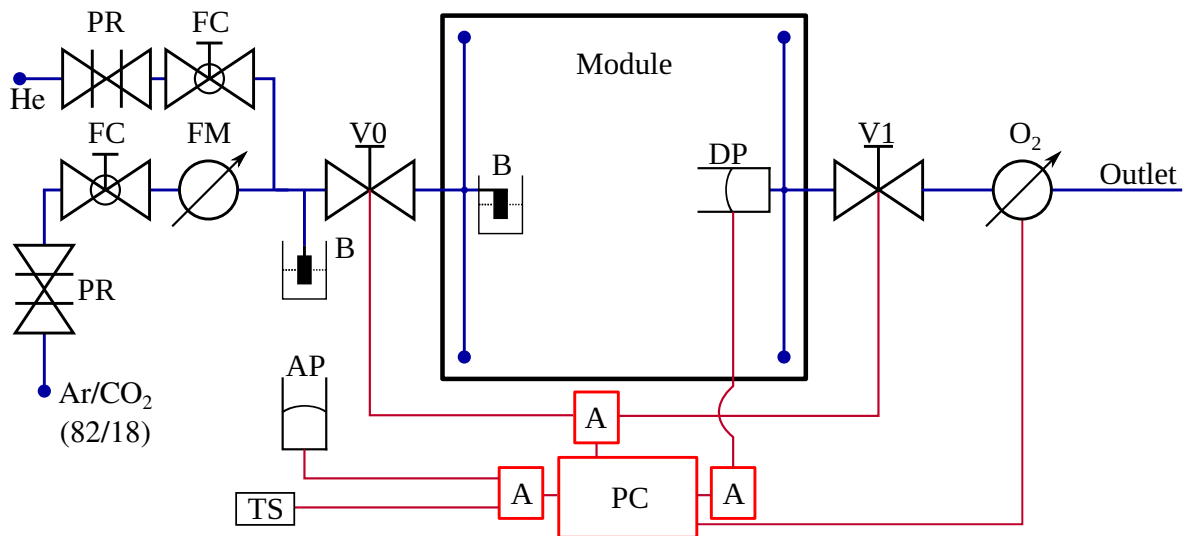 PR
FC
Module
He
FC
FM
V0
B
DP
V1
O₂
Outlet
B
PR
AP
Ar/CO₂
(82/18)
A
A
PC
A
TS